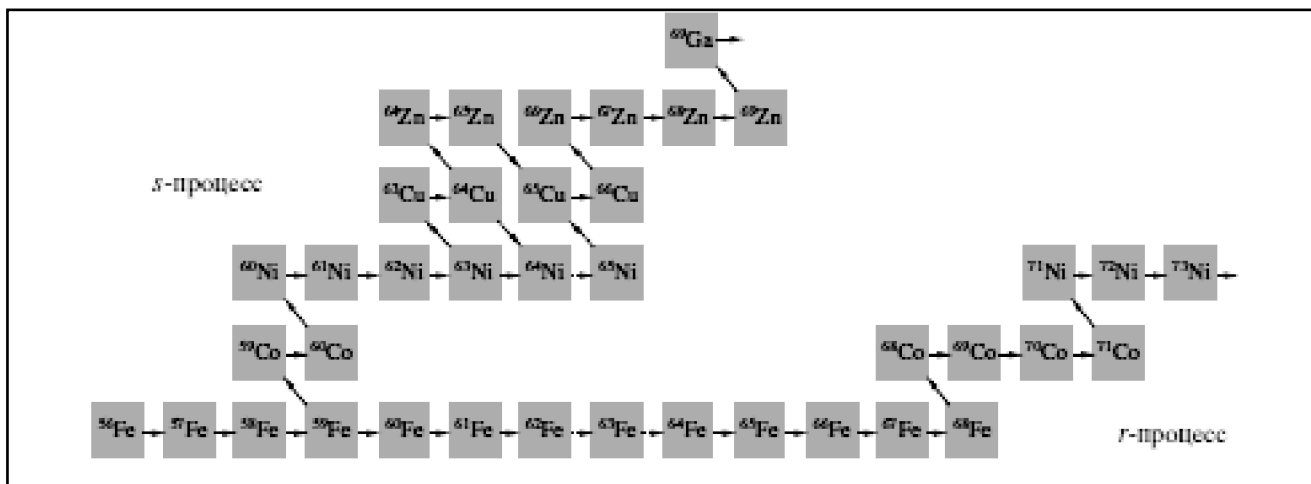 ⁶⁹Ga
⁶⁴Zn ⁶⁵Zn ⁶⁶Zn ⁶⁷Zn ⁶⁸Zn ⁶⁹Zn
s-процесс
⁶³Cu ⁶⁴Cu ⁶⁵Cu ⁶⁶Cu
⁶⁰Ni ⁶¹Ni ⁶²Ni ⁶³Ni ⁶⁴Ni ⁶⁵Ni ⁷¹Ni ⁷²Ni ⁷³Ni
⁵⁹Co ⁶⁰Co ⁶⁸Co ⁶⁹Co ⁷⁰Co ⁷¹Co
⁵⁶Fe ⁵⁷Fe ⁵⁸Fe ⁵⁹Fe ⁶⁰Fe ⁶¹Fe ⁶²Fe ⁶³Fe ⁶⁴Fe ⁶⁵Fe ⁶⁶Fe ⁶⁷Fe ⁶⁸Fe
r-процесс